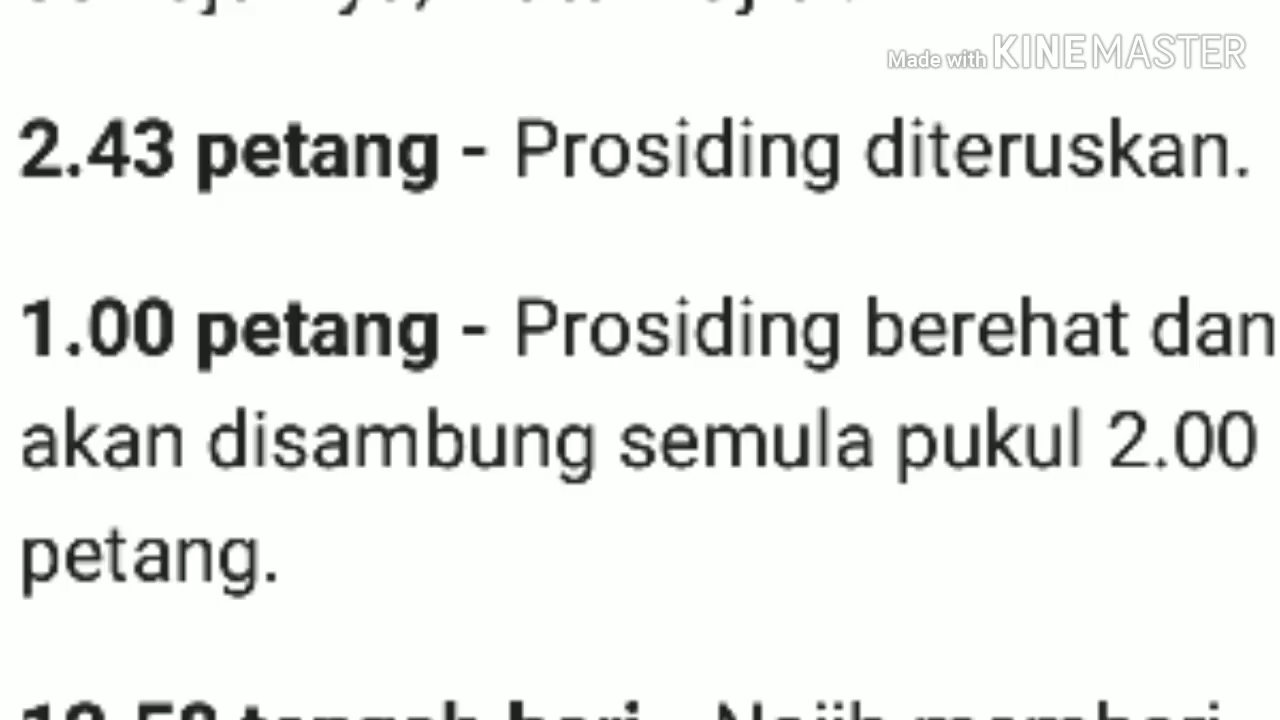 Made with KINEMASTER
2.43 petang - Prosiding diteruskan.
1.00 petang - Prosiding berehat dan
akan disambung semula pukul 2.00
petang.